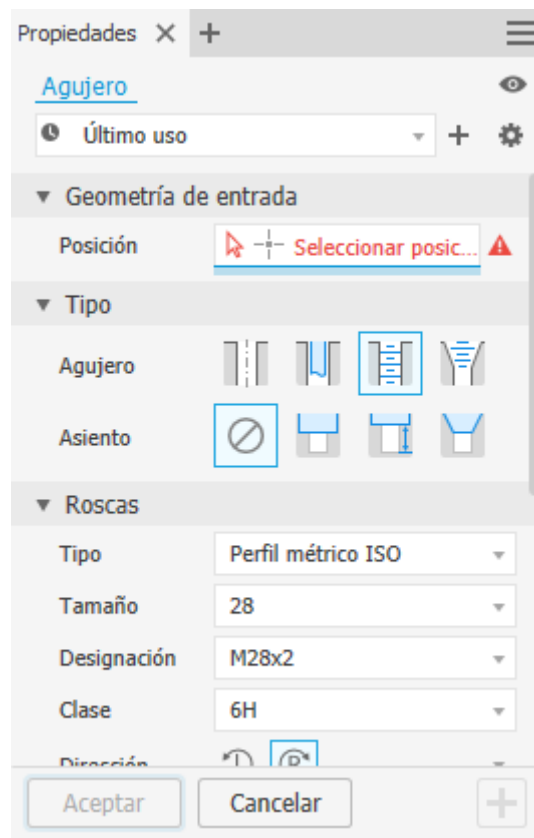 Propiedades
Agujero
Último uso
Geometría de entrada
Posición Seleccionar posic...
Tipo
Agujero
Asiento
Roscas
Tipo Perfil métrico ISO
Tamaño 28
Designación M28x2
Clase 6H
Dirección
Aceptar Cancelar